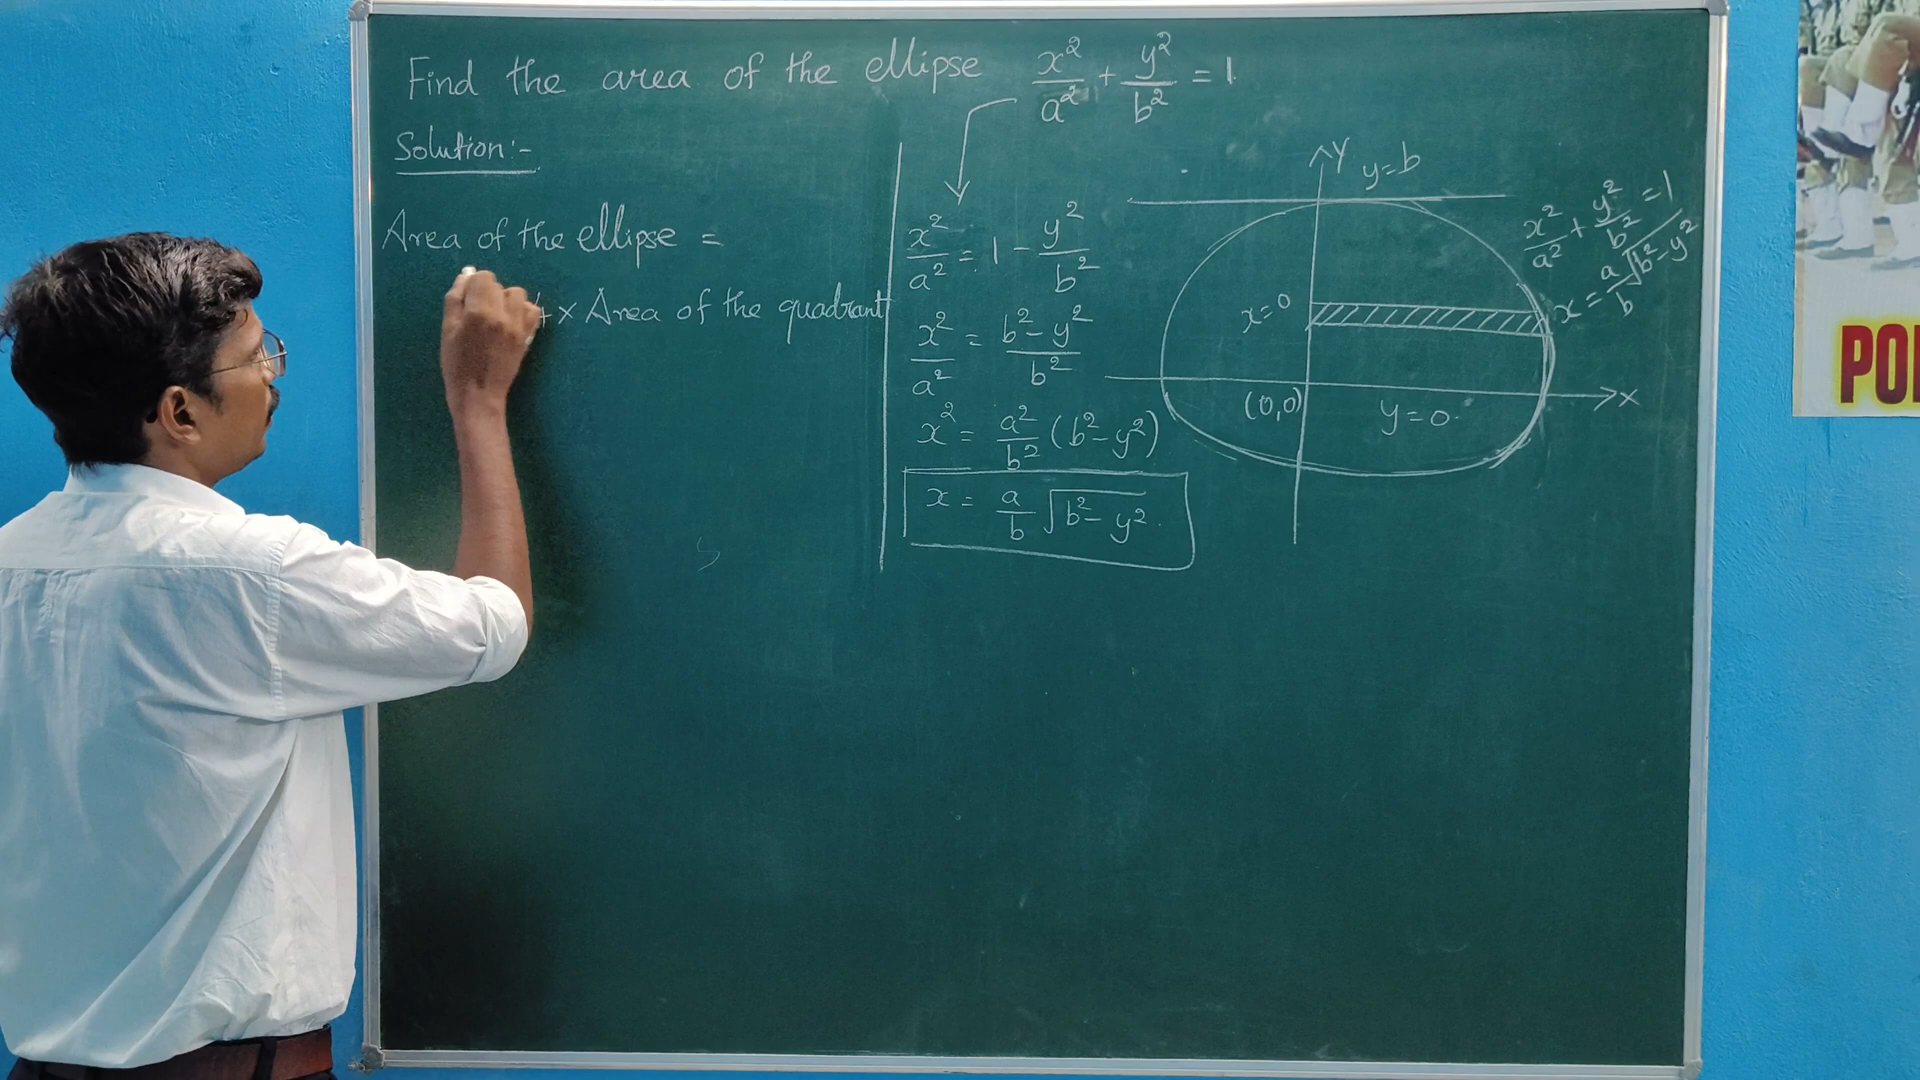 Find the area of the ellipse x²/a² + y²/b² = 1
Solution:-
Area of the ellipse =
4 × Area of the quadrant
x²/a² = 1 - y²/b²
x²/a² = b² - y²/b²
x² = a²/b² (b² - y²)
x = a/b √b² - y²
Y
y=b
x²/a² + y²/b² = 1
x = a/b √b² - y²
x=0
(0,0)
y=0
x